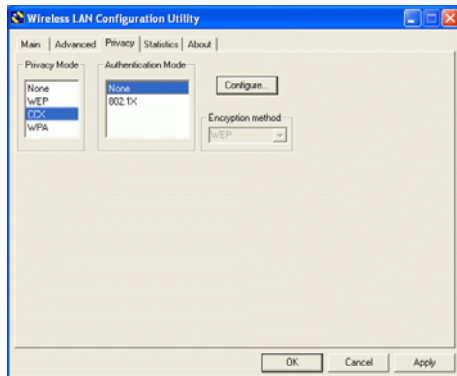 Wireless LAN Configuration Utility
Main Advanced Privacy Statistics About
Privacy Mode
None
WEP
CCX
WPA
Authentication Mode
None
802.1X
Configure...
Encryption method
WEP
OK Cancel Apply